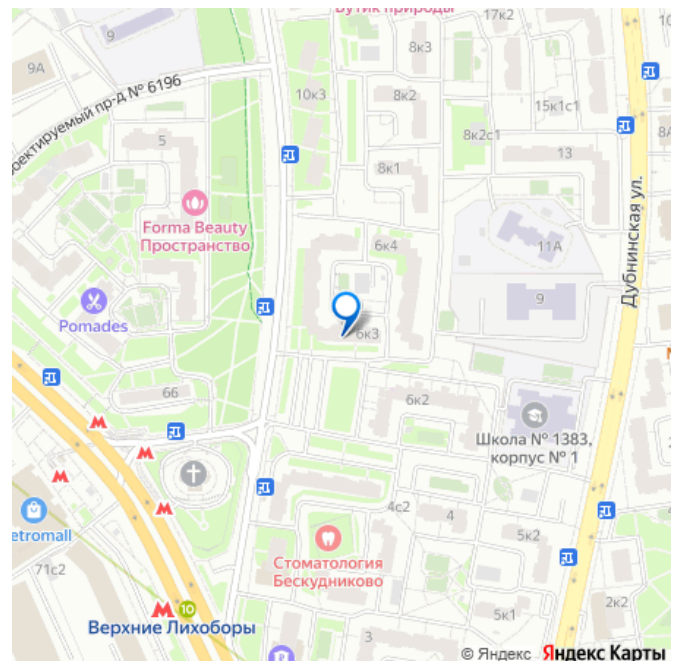 Бутик природы
17к2
9
8к3
9А
8к2
10к3
15к1с1
8А
оектируемый пр-д № 6196
8к2с1
5
13
8к1
Forma Beauty
Пространство
6к4
11А
Дубнинская ул.
9
Pomades
6к3
66
6к2
Школа № 1383,
корпус № 1
etromall
4с2
4
Стоматология
Бескудниково
5к2
71с2
10
Верхние Лихоборы
2к2
5к1
3
© Яндекс Яндекс Карты